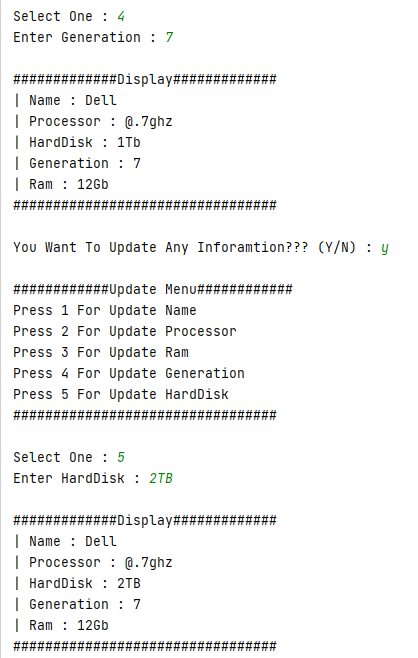 Select One : 4
Enter Generation : 7
#############Display#############
| Name : Dell
| Processor : @.7ghz
| HardDisk : 1Tb
| Generation : 7
| Ram : 12Gb
#################################
You Want To Update Any Inforamtion??? (Y/N) : y
############Update Menu############
Press 1 For Update Name
Press 2 For Update Processor
Press 3 For Update Ram
Press 4 For Update Generation
Press 5 For Update HardDisk
#################################
Select One : 5
Enter HardDisk : 2TB
#############Display#############
| Name : Dell
| Processor : @.7ghz
| HardDisk : 2TB
| Generation : 7
| Ram : 12Gb
#################################